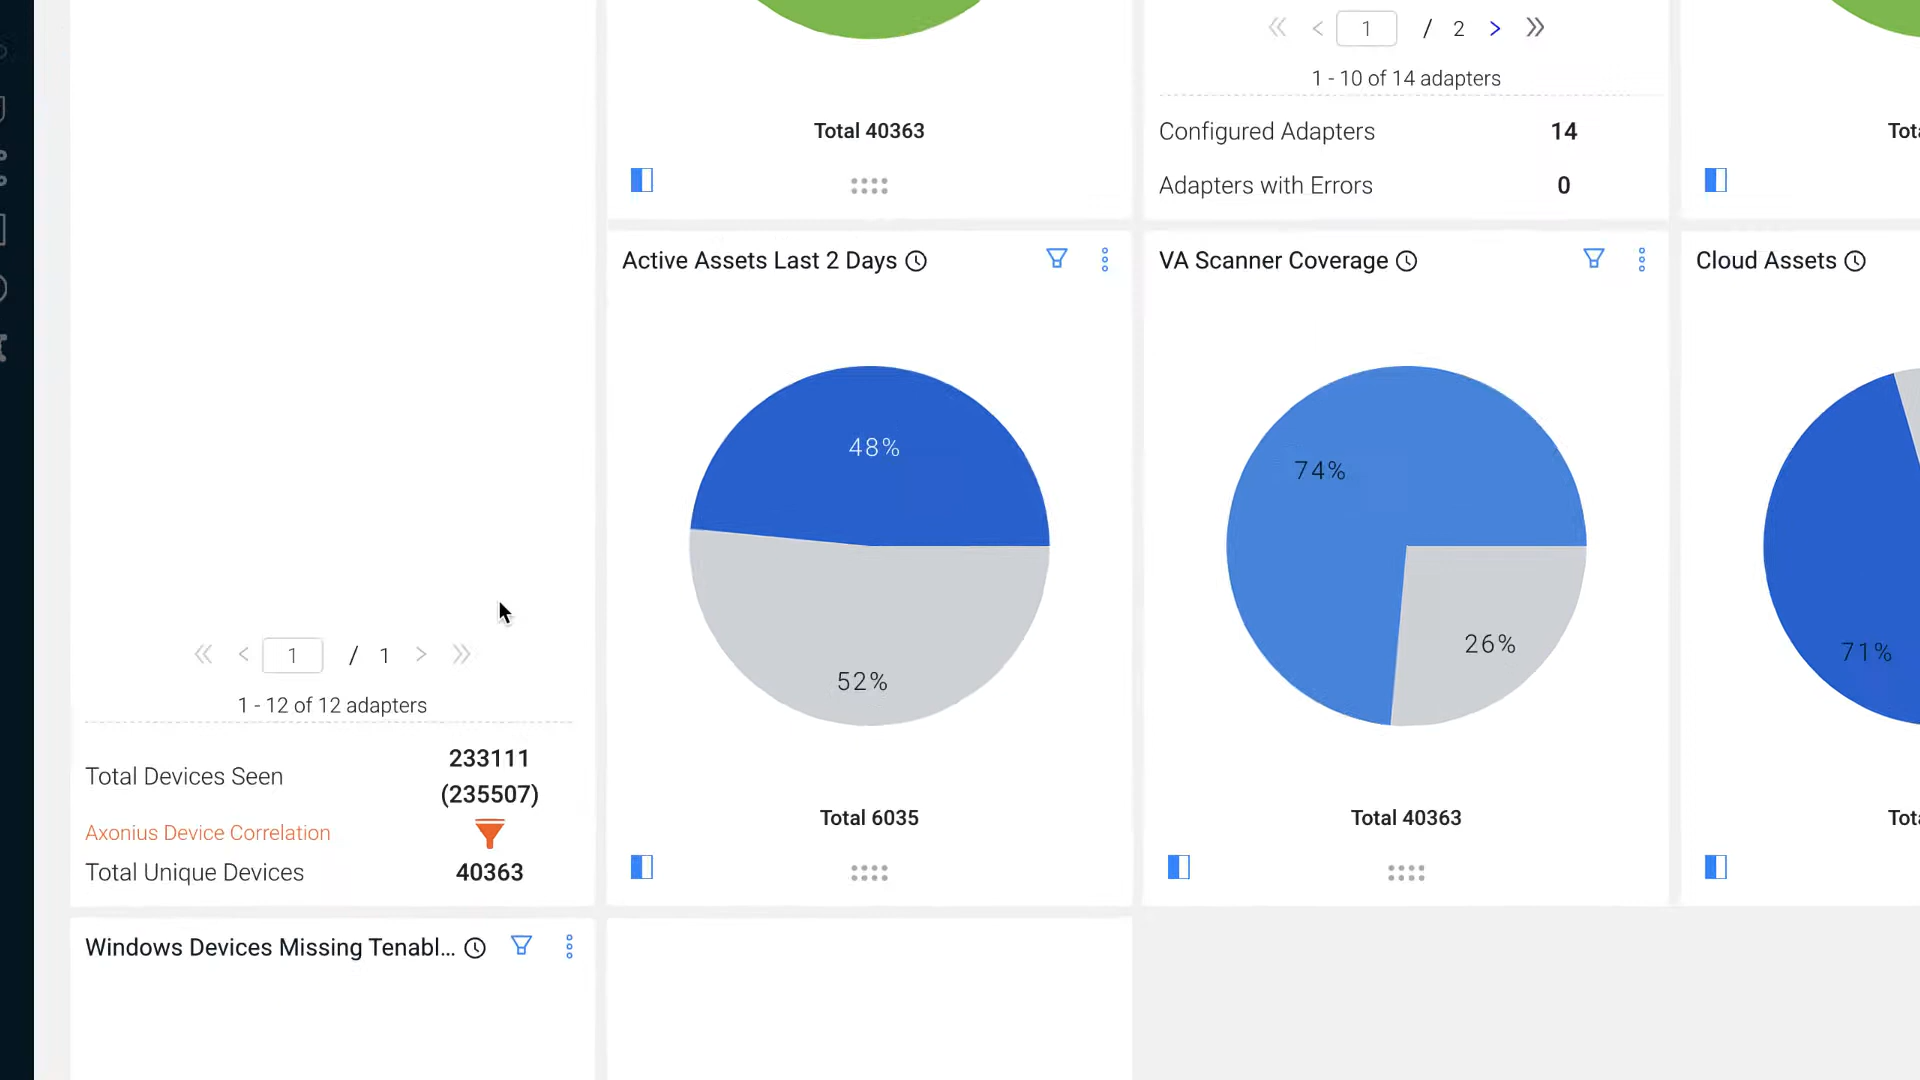 1 / 2
1 - 10 of 14 adapters
Total 40363
Configured Adapters 14
Adapters with Errors 0
Active Assets Last 2 Days
48%
52%
Total 6035
VA Scanner Coverage
74%
26%
Total 40363
Cloud Assets
71%
1 / 1
1 - 12 of 12 adapters
Total Devices Seen 233111
(235507)
Axonius Device Correlation
Total Unique Devices 40363
Windows Devices Missing Tenabl...